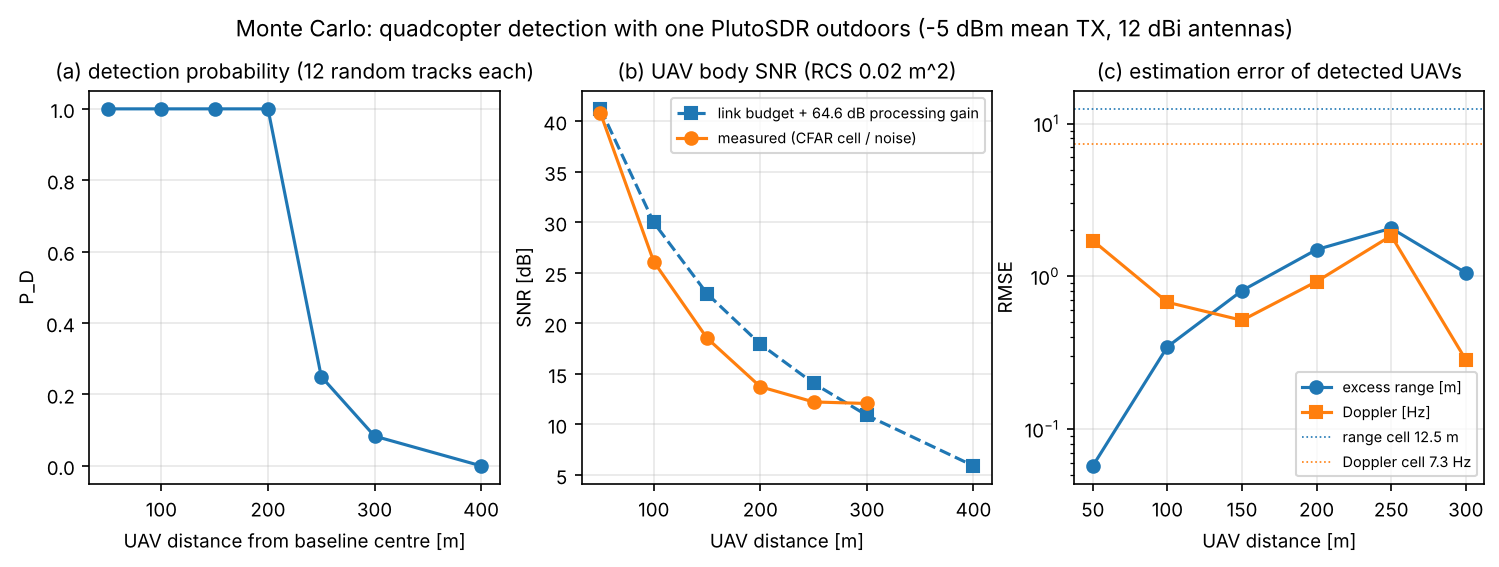 Monte Carlo: quadcopter detection with one PlutoSDR outdoors (-5 dBm mean TX, 12 dBi antennas)
(a) detection probability (12 random tracks each)
P_D
1.0
0.8
0.6
0.4
0.2
0.0
100
200
300
400
UAV distance from baseline centre [m]
(b) UAV body SNR (RCS 0.02 m^2)
SNR [dB]
40
35
30
25
20
15
10
5
link budget + 64.6 dB processing gain
measured (CFAR cell / noise)
100
200
300
400
UAV distance [m]
(c) estimation error of detected UAVs
RMSE
10^1
10^0
10^−1
excess range [m]
Doppler [Hz]
range cell 12.5 m
Doppler cell 7.3 Hz
50
100
150
200
250
300
UAV distance [m]